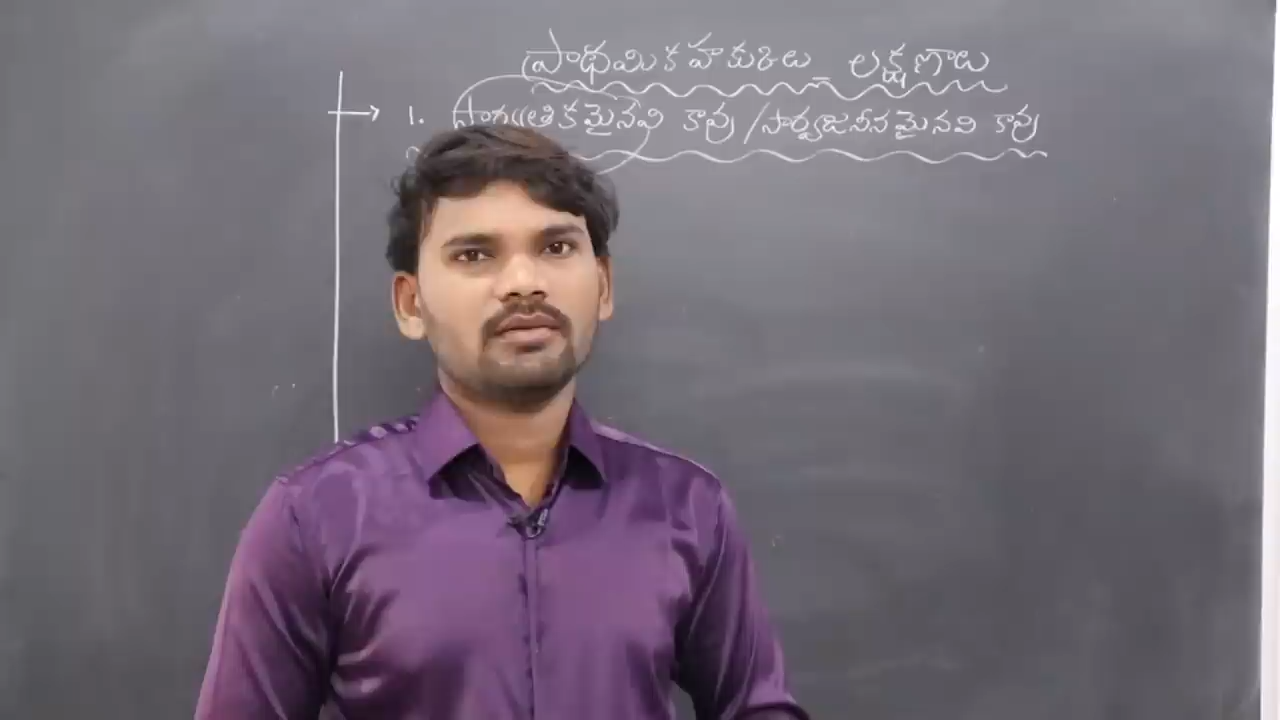 ప్రాథమిక హక్కులు - లక్షణాలు
1. సార్వత్రికమైనవి కావు / సార్వజనీనమైనవి కావు